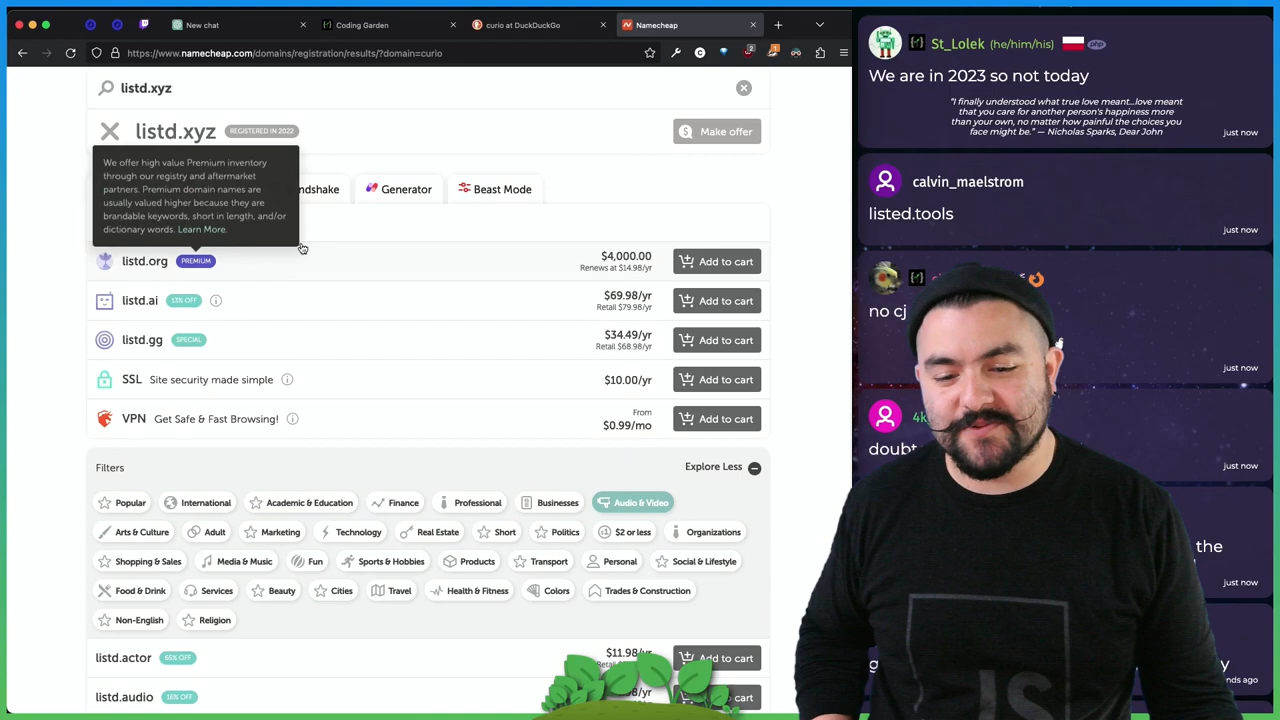 New chat
Coding Garden
curio at DuckDuckGo
Namecheap
https://www.namecheap.com/domains/registration/results/?domain=curio
listd.xyz
listd.xyz REGISTERED IN 2022
Make offer
We offer high value Premium inventory
through our registry and aftermarket
partners. Premium domain names are
usually valued higher because they are
brandable keywords, short in length, and/or
dictionary words. Learn More.
ndshake
Generator
Beast Mode
listd.org PREMIUM
$4,000.00
Renews at $14.98/yr
Add to cart
listd.ai 13% OFF
$69.98/yr
Retail $79.98/yr
Add to cart
listd.gg SPECIAL
$34.49/yr
Retail $68.98/yr
Add to cart
SSL Site security made simple
$10.00/yr
Add to cart
VPN Get Safe & Fast Browsing!
From
$0.99/mo
Add to cart
Filters
Explore Less
Popular International Academic & Education Finance Professional Businesses Audio & Video
Arts & Culture Adult Marketing Technology Real Estate Short Politics $2 or less Organizations
Shopping & Sales Media & Music Fun Sports & Hobbies Products Transport Personal Social & Lifestyle
Food & Drink Services Beauty Cities Travel Health & Fitness Colors Trades & Construction
Non-English Religion
listd.actor 65% OFF
$11.98/yr
Add to cart
listd.audio 16% OFF
8/yr
cart
St_Lolek (he/him/his) php
We are in 2023 so not today
"I finally understood what true love meant...love meant
that you care for another person's happiness more
than your own, no matter how painful the choices you
face might be." — Nicholas Sparks, Dear John
just now
calvin_maelstrom
listed.tools
just now
no cj
just now
4k
doubt
just now
the
just now
y
nds ago
JS